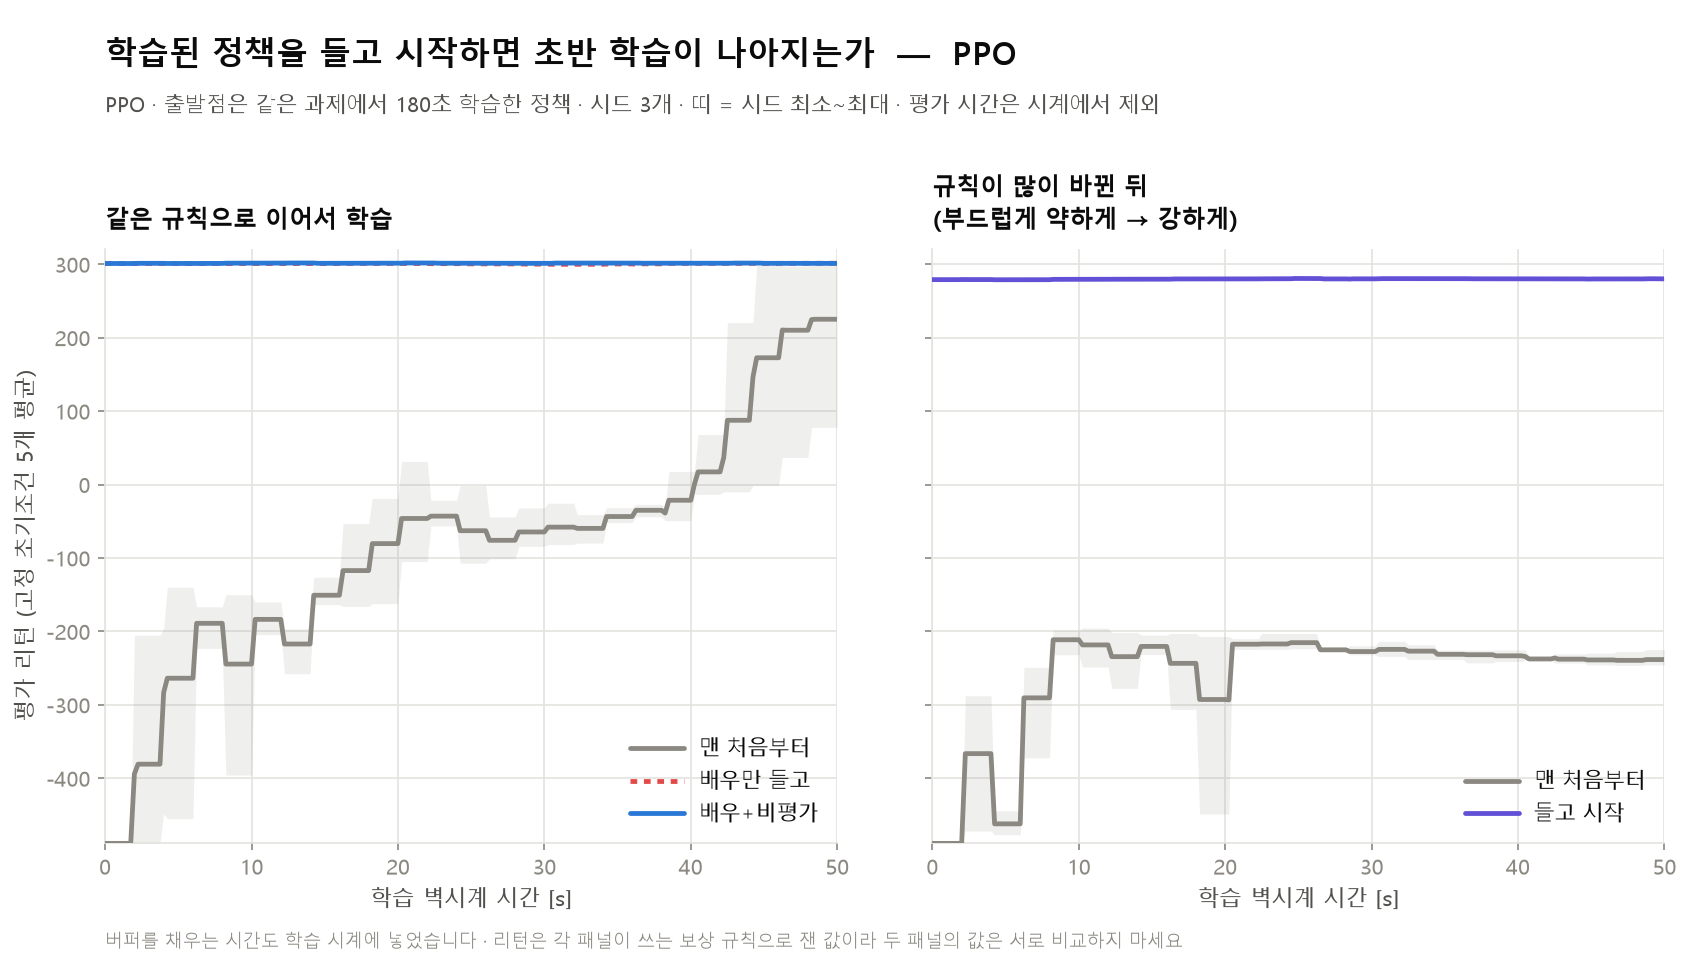 학습된 정책을 들고 시작하면 초반 학습이 나아지는가 — PPO
PPO · 출발점은 같은 과제에서 180초 학습한 정책 · 시드 3개 · 띠 = 시드 최소~최대 · 평가 시간은 시계에서 제외
같은 규칙으로 이어서 학습
평가 리턴 (고정 초기조건 5개 평균)
300
200
100
0
-100
-200
-300
-400
맨 처음부터
배우만 들고
배우+비평가
0 10 20 30 40 50
학습 벽시계 시간 [s]
규칙이 많이 바뀐 뒤
(부드럽게 약하게 → 강하게)
맨 처음부터
들고 시작
0 10 20 30 40 50
학습 벽시계 시간 [s]
버퍼를 채우는 시간도 학습 시계에 넣었습니다 · 리턴은 각 패널이 쓰는 보상 규칙으로 잰 값이라 두 패널의 값은 서로 비교하지 마세요